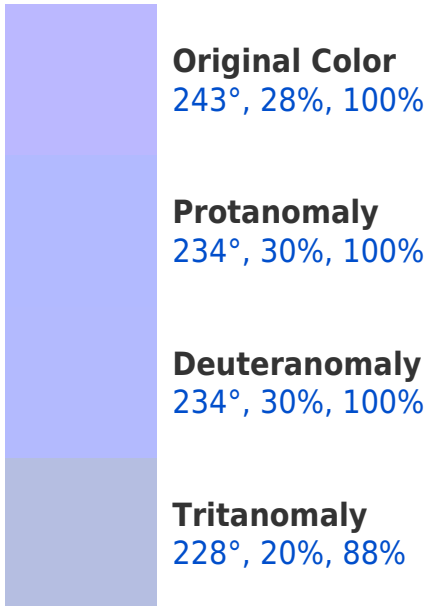 Original Color
243°, 28%, 100%
Protanomaly
234°, 30%, 100%
Deuteranomaly
234°, 30%, 100%
Tritanomaly
228°, 20%, 88%